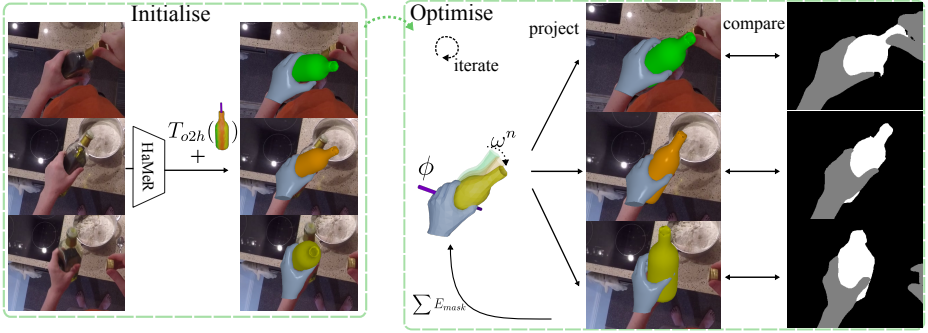 Initialise
HaMeR
T_{o2h}( )
+
Optimise
iterate
ϕ
ω^n
∑ E_{mask}
project
compare